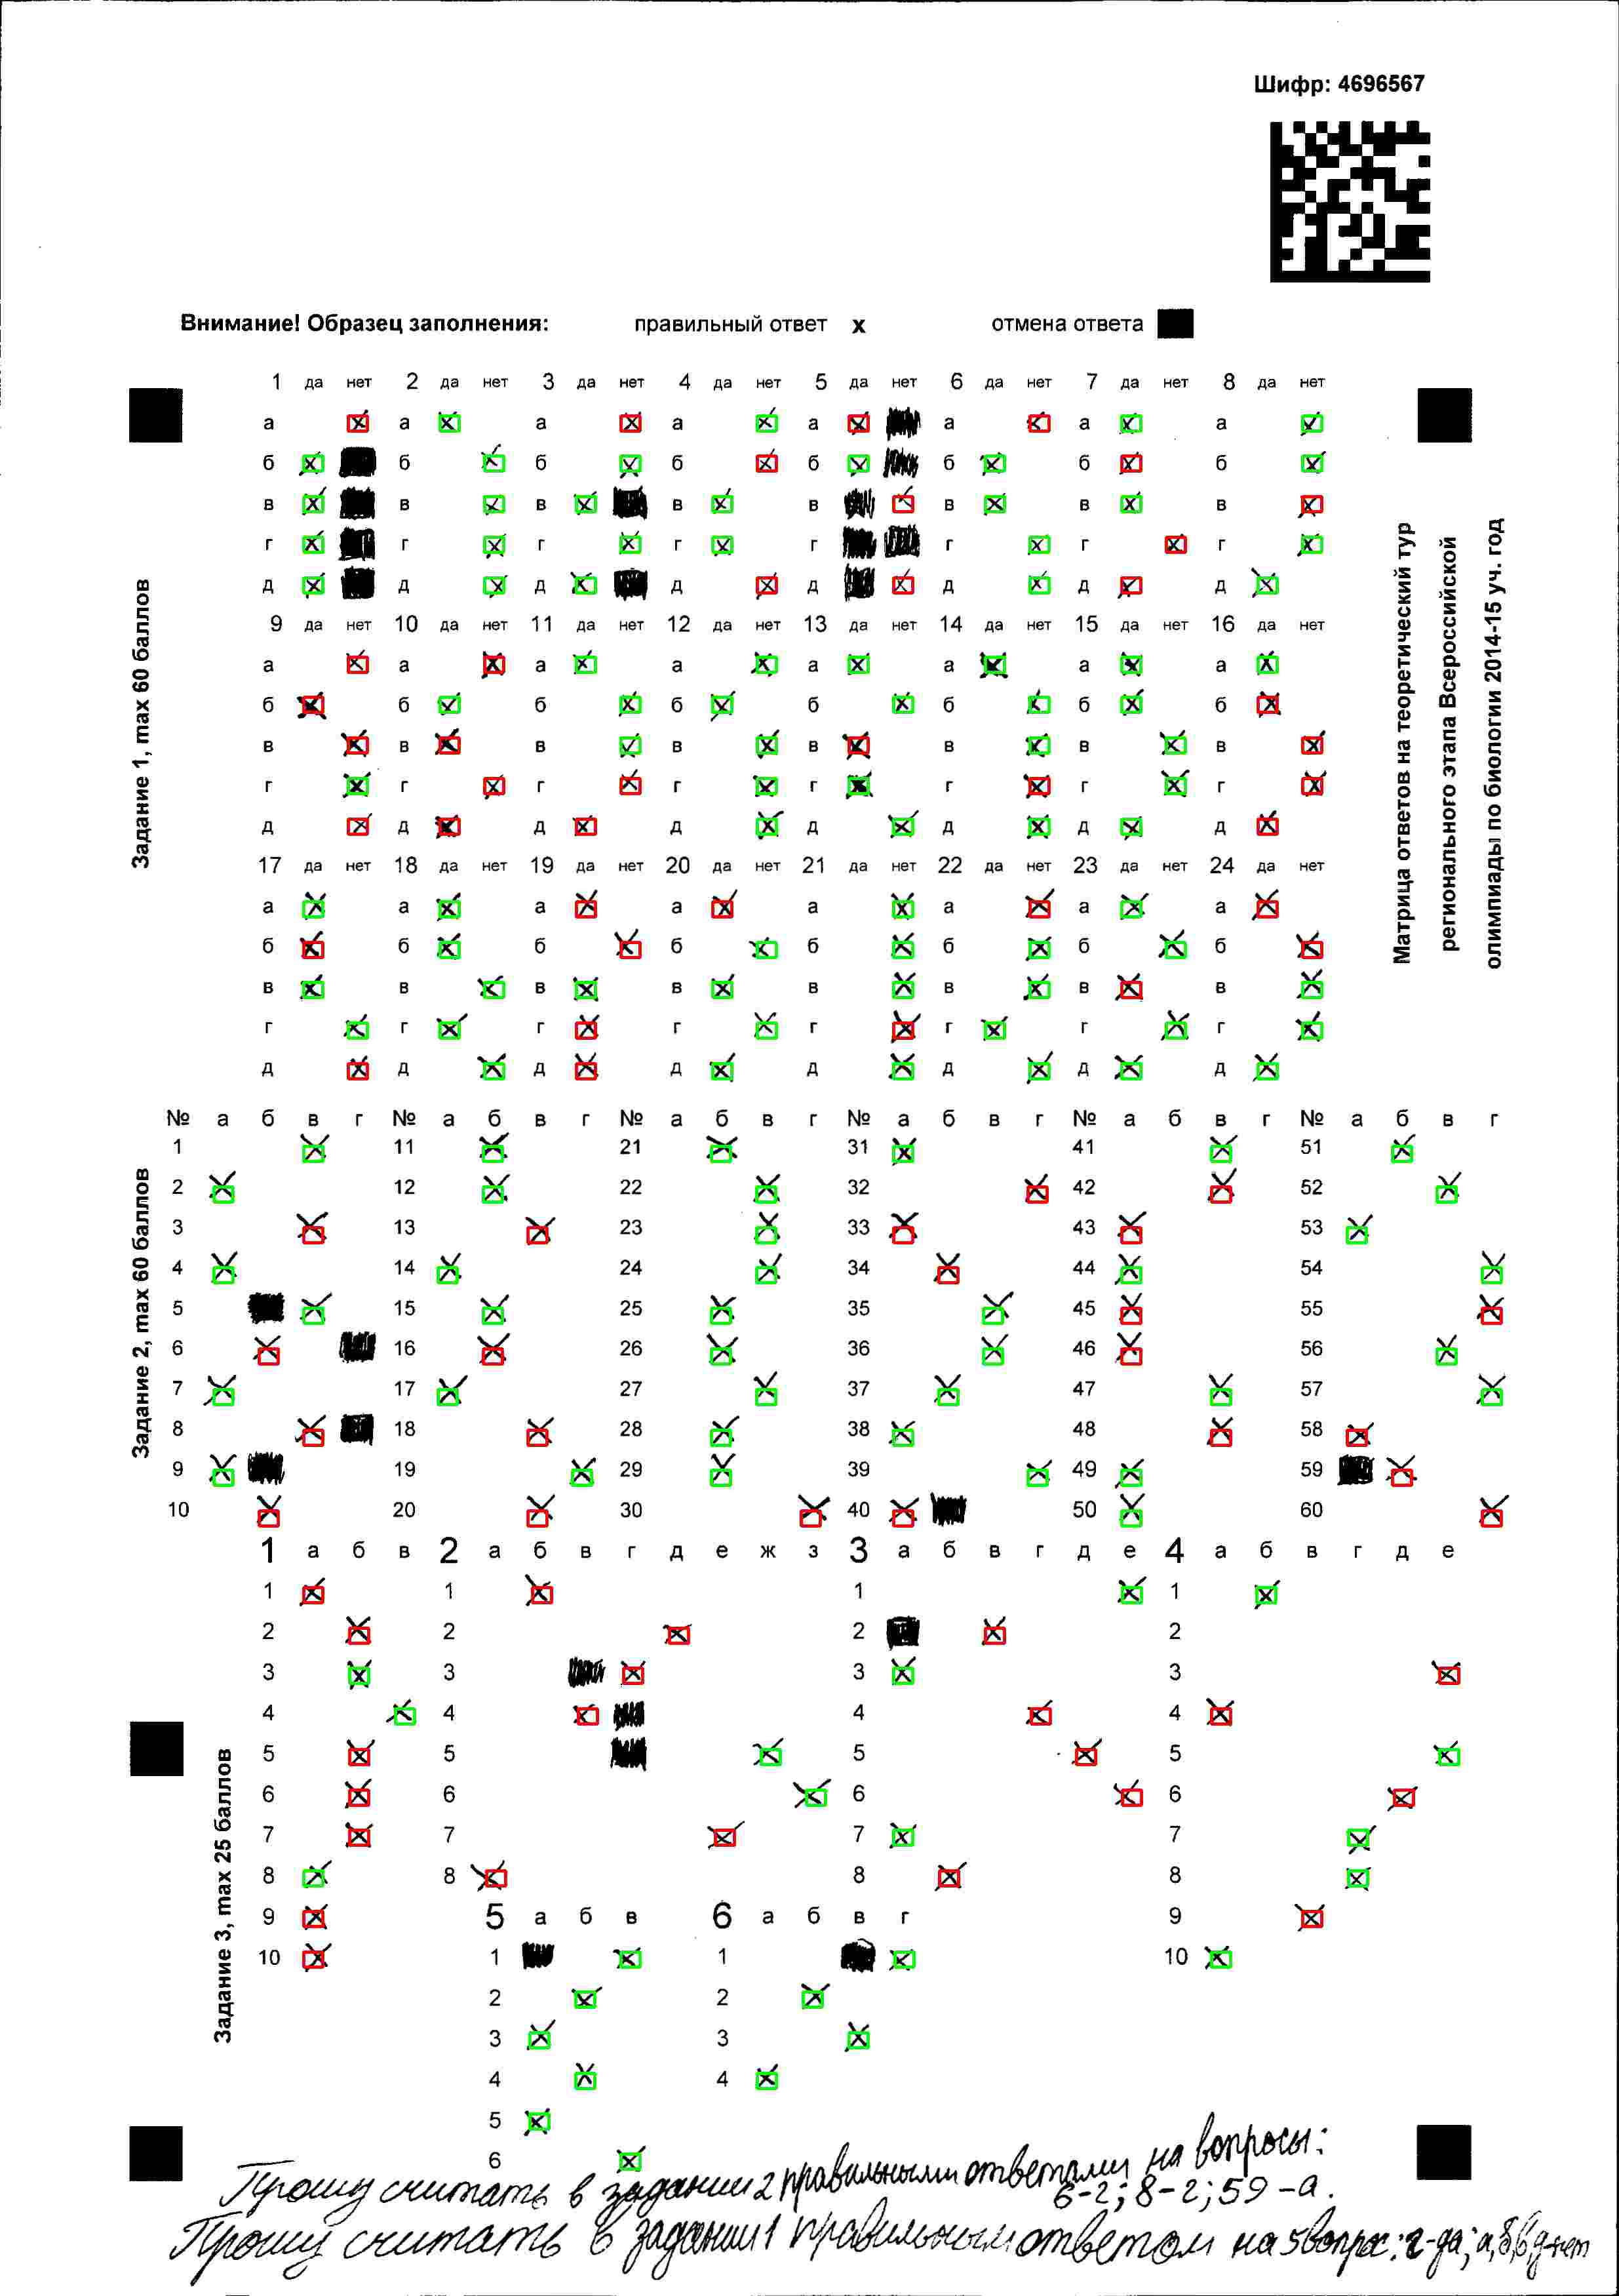 Шифр: 4696567
Внимание! Образец заполнения: правильный ответ х отмена ответа
1 да нет 2 да нет 3 да нет 4 да нет 5 да нет 6 да нет 7 да нет 8 да нет
а а а а а а а а
б б б б б б б б
в в в в в в в в
г г г г г г г г
д д д д д д д д
9 да нет 10 да нет 11 да нет 12 да нет 13 да нет 14 да нет 15 да нет 16 да нет
а а а а а а а а
б б б б б б б б
в в в в в в в в
г г г г г г г г
д д д д д д д д
17 да нет 18 да нет 19 да нет 20 да нет 21 да нет 22 да нет 23 да нет 24 да нет
а а а а а а а а
б б б б б б б б
в в в в в в в в
г г г г г г г г
д д д д д д д д
Задание 1, max 60 баллов
Матрица ответов на теоретический тур
регионального этапа Всероссийской
олимпиады по биологии 2014-15 уч. год
№ а б в г № а б в г № а б в г № а б в г № а б в г № а б в г
1 11 21 31 41 51
2 12 22 32 42 52
3 13 23 33 43 53
4 14 24 34 44 54
5 15 25 35 45 55
6 16 26 36 46 56
7 17 27 37 47 57
8 18 28 38 48 58
9 19 29 39 49 59
10 20 30 40 50 60
Задание 2, max 60 баллов
1 а б в 2 а б в г д е ж з 3 а б в г д е 4 а б в г д е
1 1 1 1
2 2 2 2
3 3 3 3
4 4 4 4
5 5 5 5
6 6 6 6
7 7 7 7
8 8 8 8
9 5 а б в 6 а б в г 9
10 1 1 10
2 2
3 3
4 4
5
6
Задание 3, max 25 баллов
Прошу считать в задании 2 правильными ответами на вопросы:
6-г; 8-г; 59-а.
Прошу считать в задании 1 правильным ответом на 5 вопрос: г-да; а,б,в,д-нет